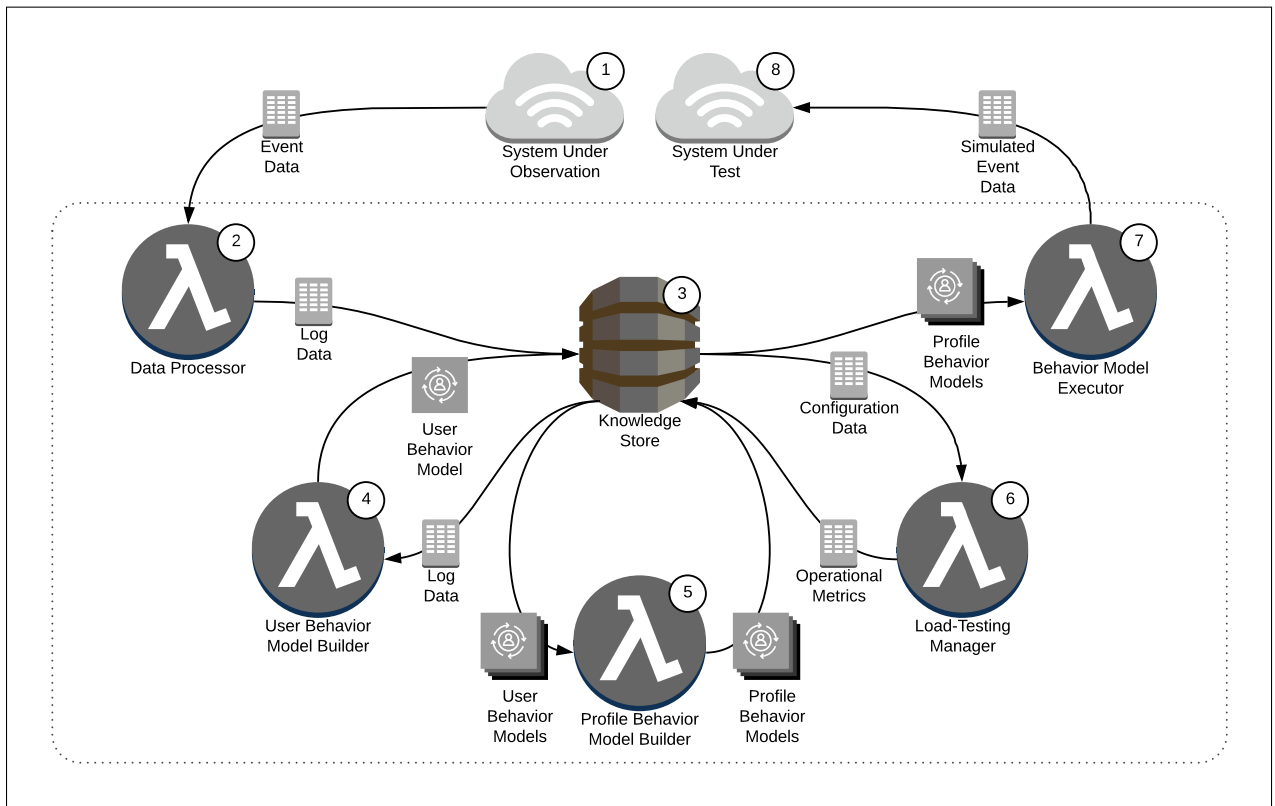 1
8
System Under
Observation
System Under
Test
Event
Data
Simulated
Event
Data
2
Data Processor
Log
Data
3
Knowledge
Store
7
Behavior Model
Executor
Profile
Behavior
Models
Configuration
Data
User
Behavior
Model
4
User Behavior
Model Builder
Log
Data
5
Profile Behavior
Model Builder
User
Behavior
Models
Profile
Behavior
Models
Operational
Metrics
6
Load-Testing
Manager